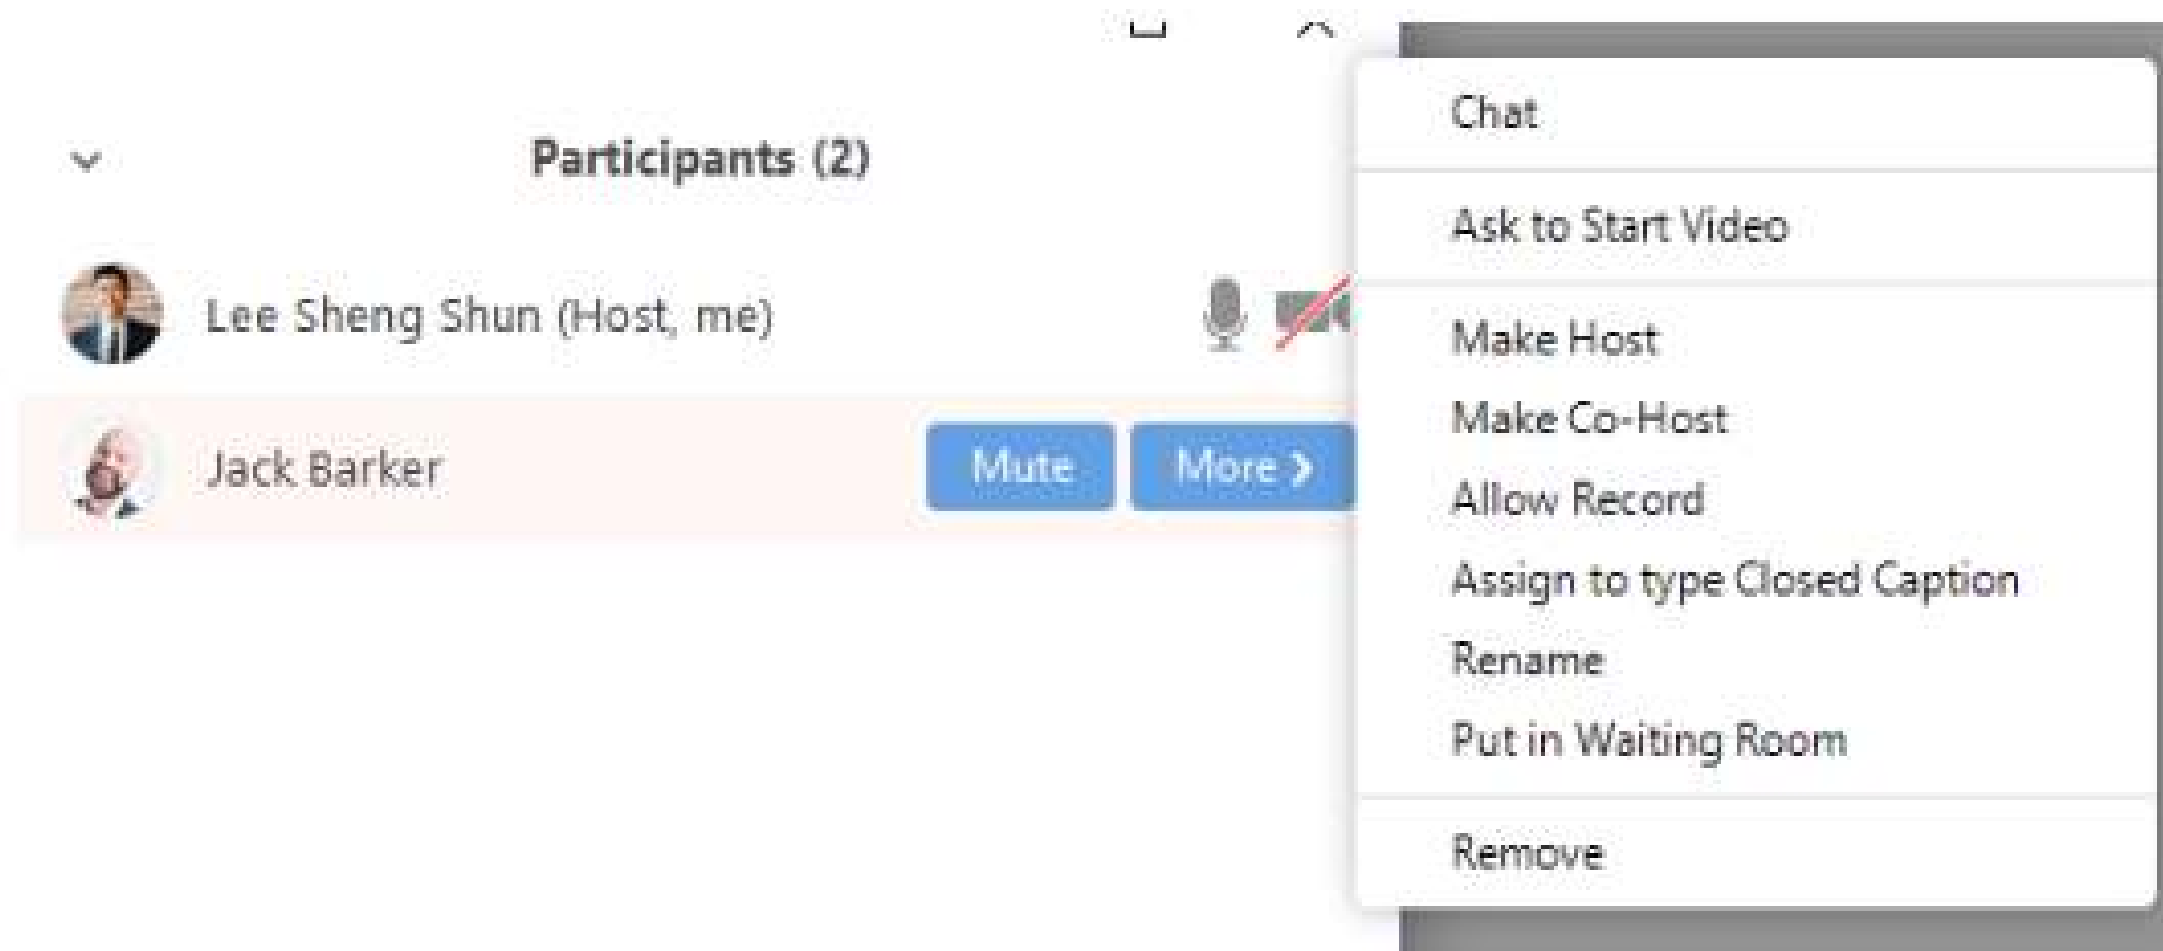 Participants (2)
Lee Sheng Shun (Host, me)
Jack Barker
Mute
More
Chat
Ask to Start Video
Make Host
Make Co-Host
Allow Record
Assign to type Closed Caption
Rename
Put in Waiting Room
Remove